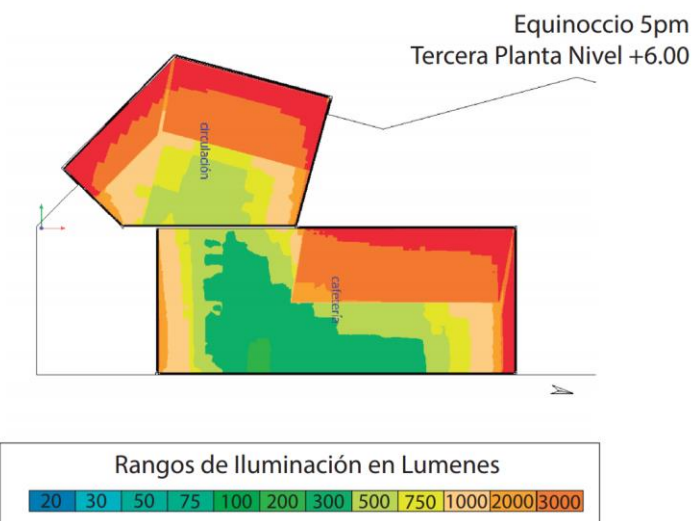 Equinoccio 5pm
Tercera Planta Nivel +6.00
circulación
cafetería
Rangos de Iluminación en Lumenes
20 30 50 75 100 200 300 500 750 1000 2000 3000